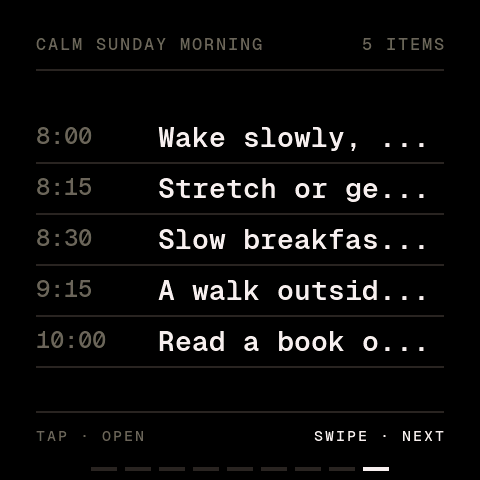 CALM SUNDAY MORNING 5 ITEMS
8:00 Wake slowly, ...
8:15 Stretch or ge...
8:30 Slow breakfas...
9:15 A walk outsid...
10:00 Read a book o...
TAP · OPEN SWIPE · NEXT